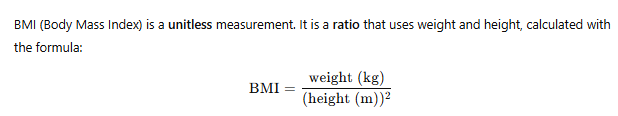 BMI (Body Mass Index) is a unitless measurement. It is a ratio that uses weight and height, calculated with
the formula:
BMI = weight (kg) / (height (m))²